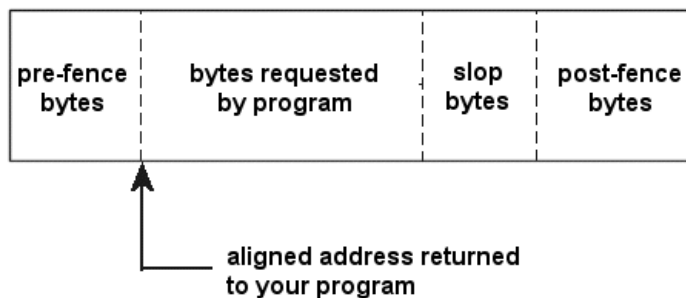 pre-fence
bytes
bytes requested
by program
slop
bytes
post-fence
bytes
aligned address returned
to your program